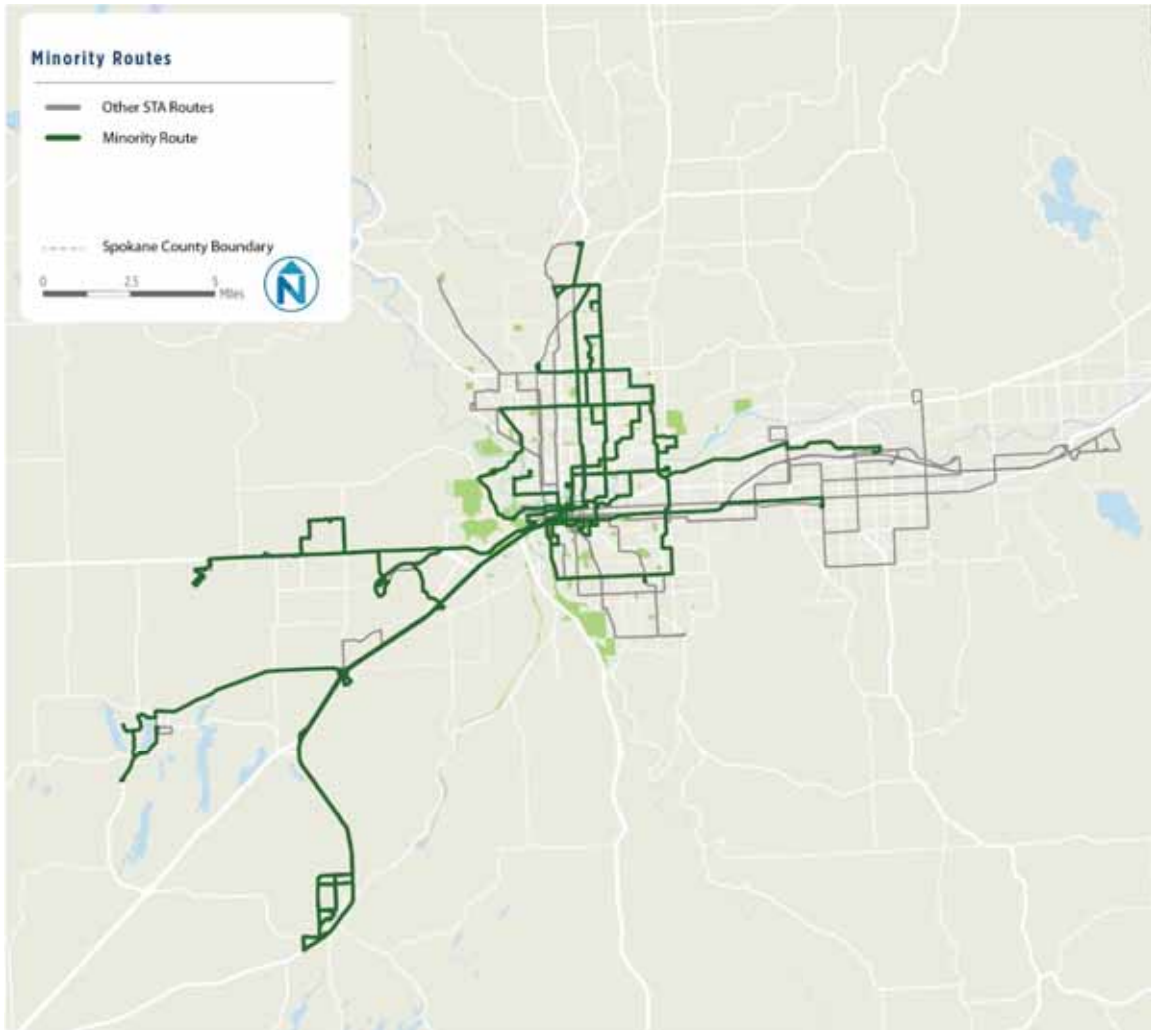 Minority Routes
Other STA Routes
Minority Route
Spokane County Boundary
0 2.5 5 Miles
N